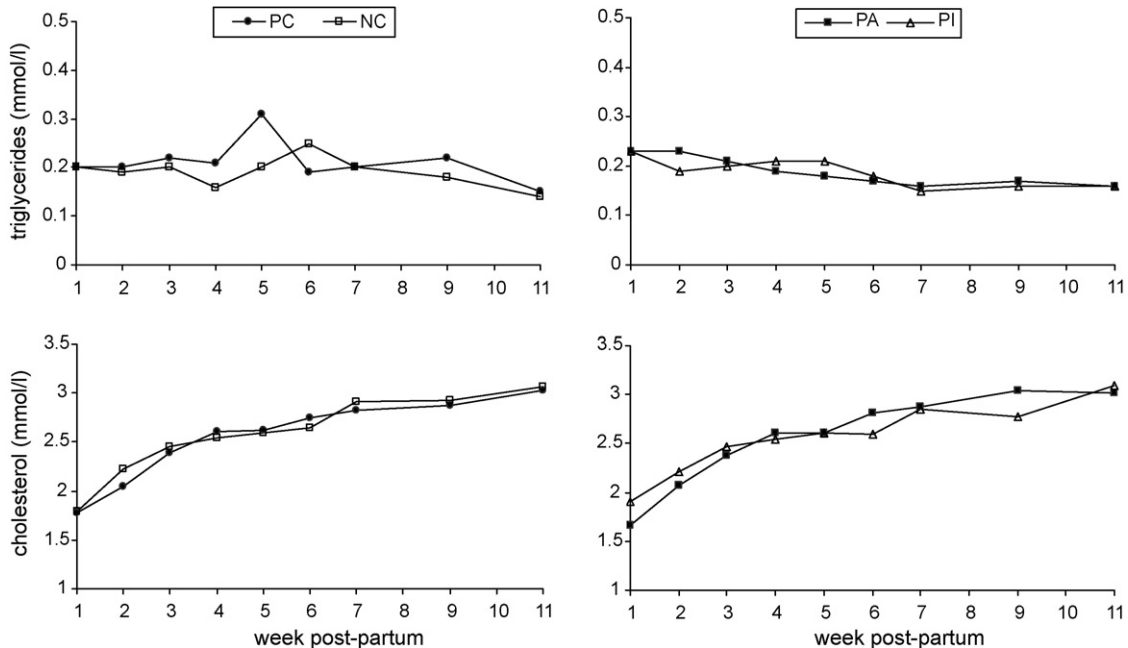 PC NC
0.5
0.4
0.3
0.2
0.1
0
triglycerides (mmol/l)
1 2 3 4 5 6 7 8 9 10 11
PA PI
0.5
0.4
0.3
0.2
0.1
0
1 2 3 4 5 6 7 8 9 10 11
3.5
3
2.5
2
1.5
1
cholesterol (mmol/l)
1 2 3 4 5 6 7 8 9 10 11
week post-partum
3.5
3
2.5
2
1.5
1
1 2 3 4 5 6 7 8 9 10 11
week post-partum